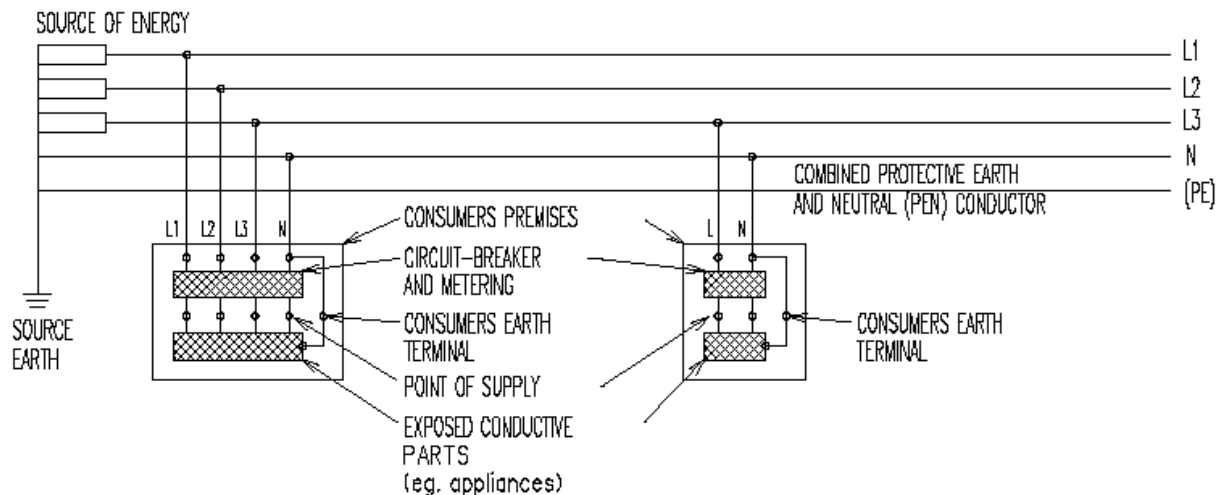 SOURCE OF ENERGY
L1
L2
L3
N
(PE)
COMBINED PROTECTIVE EARTH
AND NEUTRAL (PEN) CONDUCTOR
L1 L2 L3 N
CONSUMERS PREMISES
L N
CIRCUIT-BREAKER
AND METERING
SOURCE
EARTH
CONSUMERS EARTH
TERMINAL
CONSUMERS EARTH
TERMINAL
POINT OF SUPPLY
EXPOSED CONDUCTIVE
PARTS
(eg. appliances)